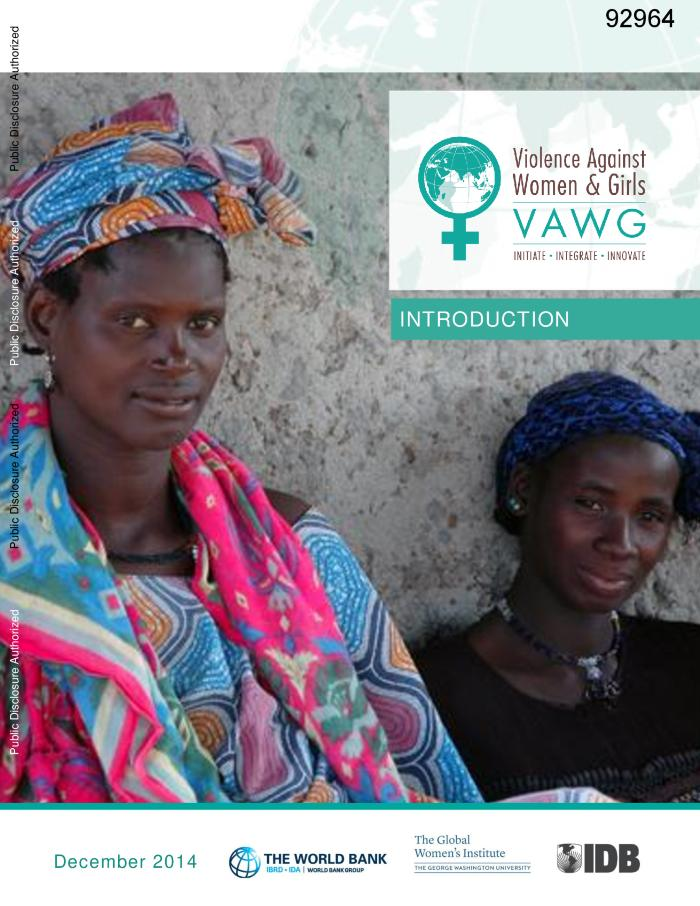 92964
Public Disclosure Authorized
Public Disclosure Authorized
Public Disclosure Authorized
Public Disclosure Authorized
Violence Against
Women & Girls
VAWG
INITIATE • INTEGRATE • INNOVATE
INTRODUCTION
December 2014
THE WORLD BANK
IBRD • IDA | WORLD BANK GROUP
The Global
Women's Institute
THE GEORGE WASHINGTON UNIVERSITY
IDB